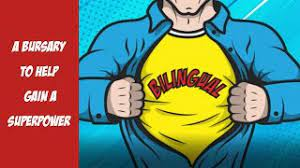 A BURSARY
TO HELP
GAIN A
SUPERPOWER
BILINGUAL